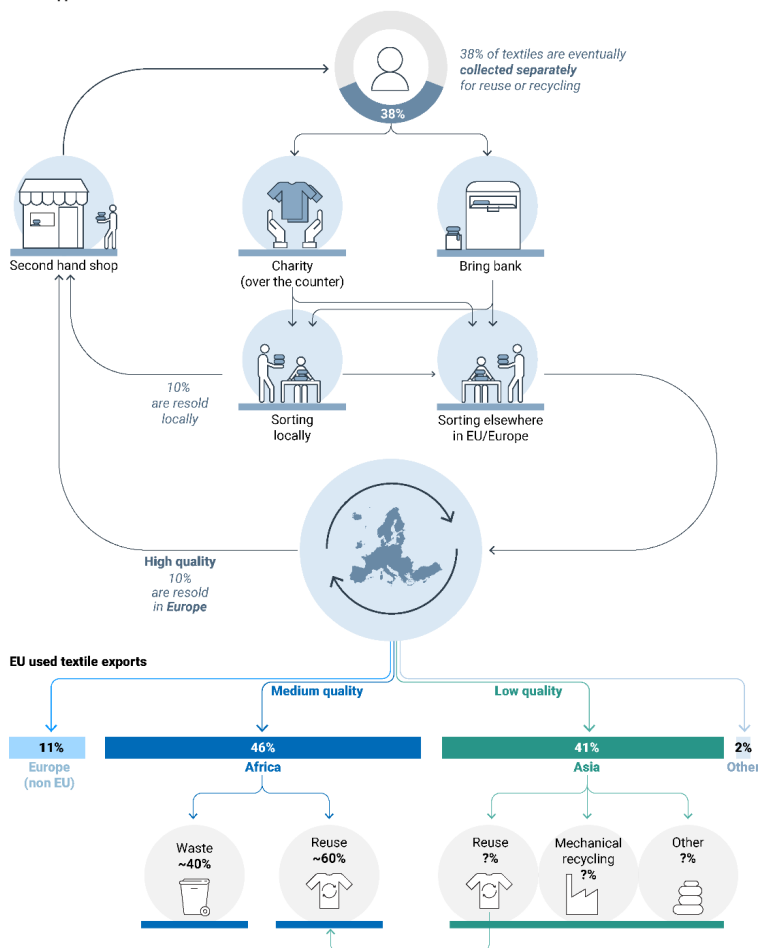 38% of textiles are eventually
collected separately
for reuse or recycling
38%
Second hand shop
Charity
(over the counter)
Bring bank
10%
are resold
locally
Sorting
locally
Sorting elsewhere
in EU/Europe
High quality
10%
are resold
in Europe
EU used textile exports
Medium quality
Low quality
11%
46%
41%
2%
Europe
(non EU)
Africa
Asia
Other
Waste
~40%
Reuse
~60%
Reuse
?%
Mechanical
recycling
?%
Other
?%